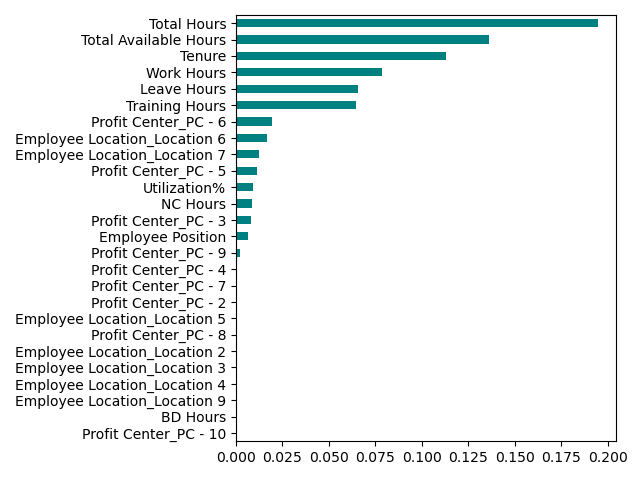 Total Hours
Total Available Hours
Tenure
Work Hours
Leave Hours
Training Hours
Profit Center_PC - 6
Employee Location_Location 6
Employee Location_Location 7
Profit Center_PC - 5
Utilization%
NC Hours
Profit Center_PC - 3
Employee Position
Profit Center_PC - 9
Profit Center_PC - 4
Profit Center_PC - 7
Profit Center_PC - 2
Employee Location_Location 5
Profit Center_PC - 8
Employee Location_Location 2
Employee Location_Location 3
Employee Location_Location 4
Employee Location_Location 9
BD Hours
Profit Center_PC - 10
0.000 0.025 0.050 0.075 0.100 0.125 0.150 0.175 0.200